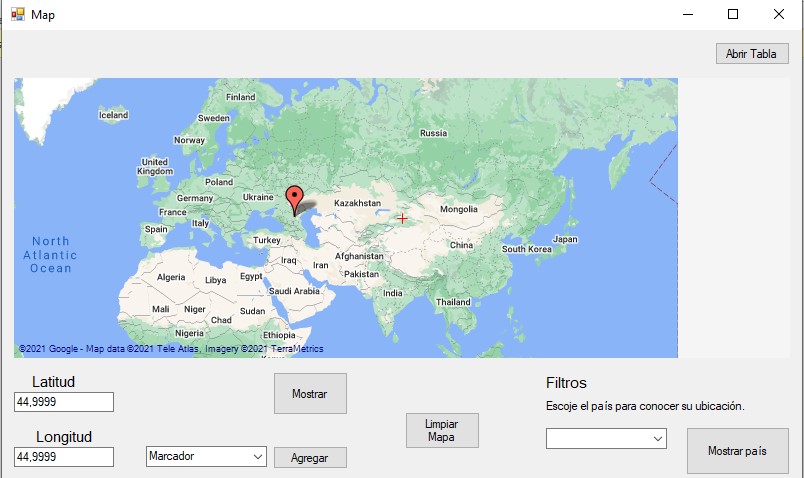 Map
Abrir Tabla
Finland
Iceland
Sweden
Russia
Norway
United
Kingdom
Poland
Germany
Ukraine
Kazakhstan
France
Mongolia
Italy
Spain
Turkey
Japan
China
South Korea
North
Atlantic
Ocean
Iraq
Afghanistan
Iran
Algeria
Libya
Egypt
Pakistan
Saudi Arabia
India
Mali
Niger
Sudan
Thailand
Chad
Nigeria
Ethiopia
©2021 Google - Map data ©2021 Tele Atlas, Imagery ©2021 TerraMetrics
Latitud
44,9999
Mostrar
Filtros
Escoje el país para conocer su ubicación.
Limpiar
Mapa
Longitud
44,9999
Marcador
Agregar
Mostrar país